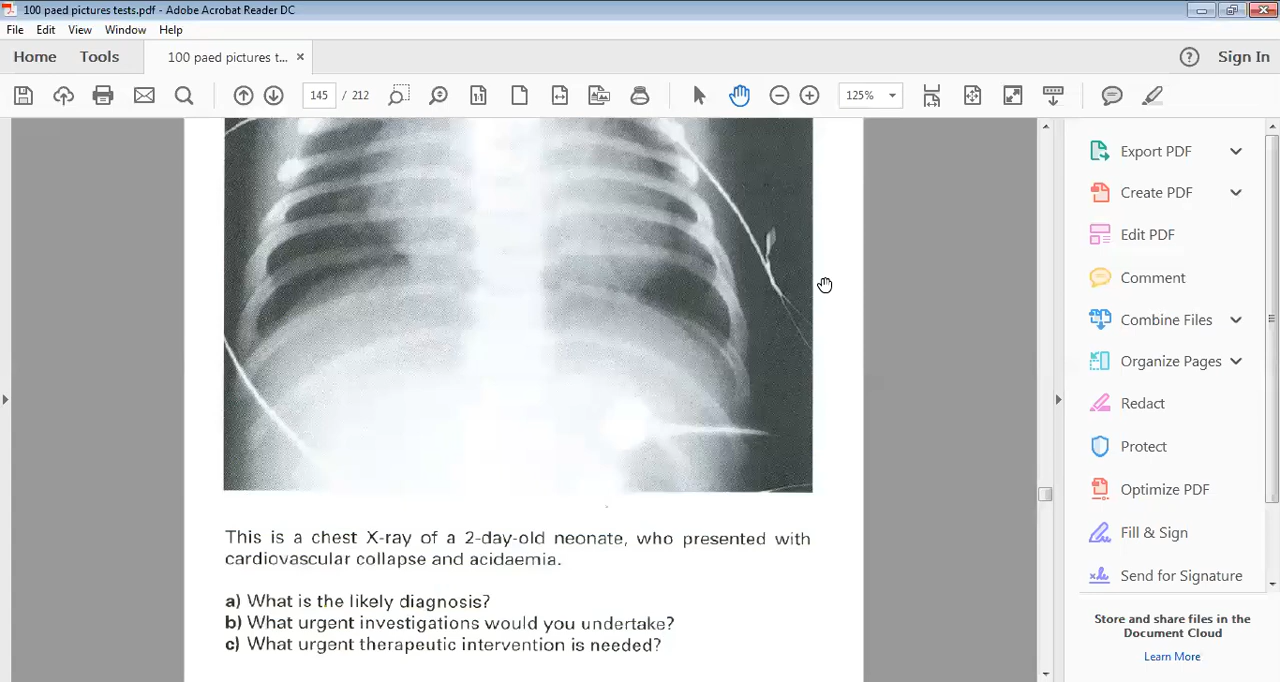 100 paed pictures tests.pdf - Adobe Acrobat Reader DC
File Edit View Window Help
Home Tools 100 paed pictures t... × Sign In
145 / 212 125%
Export PDF
Create PDF
Edit PDF
Comment
Combine Files
Organize Pages
Redact
Protect
Optimize PDF
Fill & Sign
Send for Signature
Store and share files in the
Document Cloud
Learn More
This is a chest X-ray of a 2-day-old neonate, who presented with
cardiovascular collapse and acidaemia.
a) What is the likely diagnosis?
b) What urgent investigations would you undertake?
c) What urgent therapeutic intervention is needed?